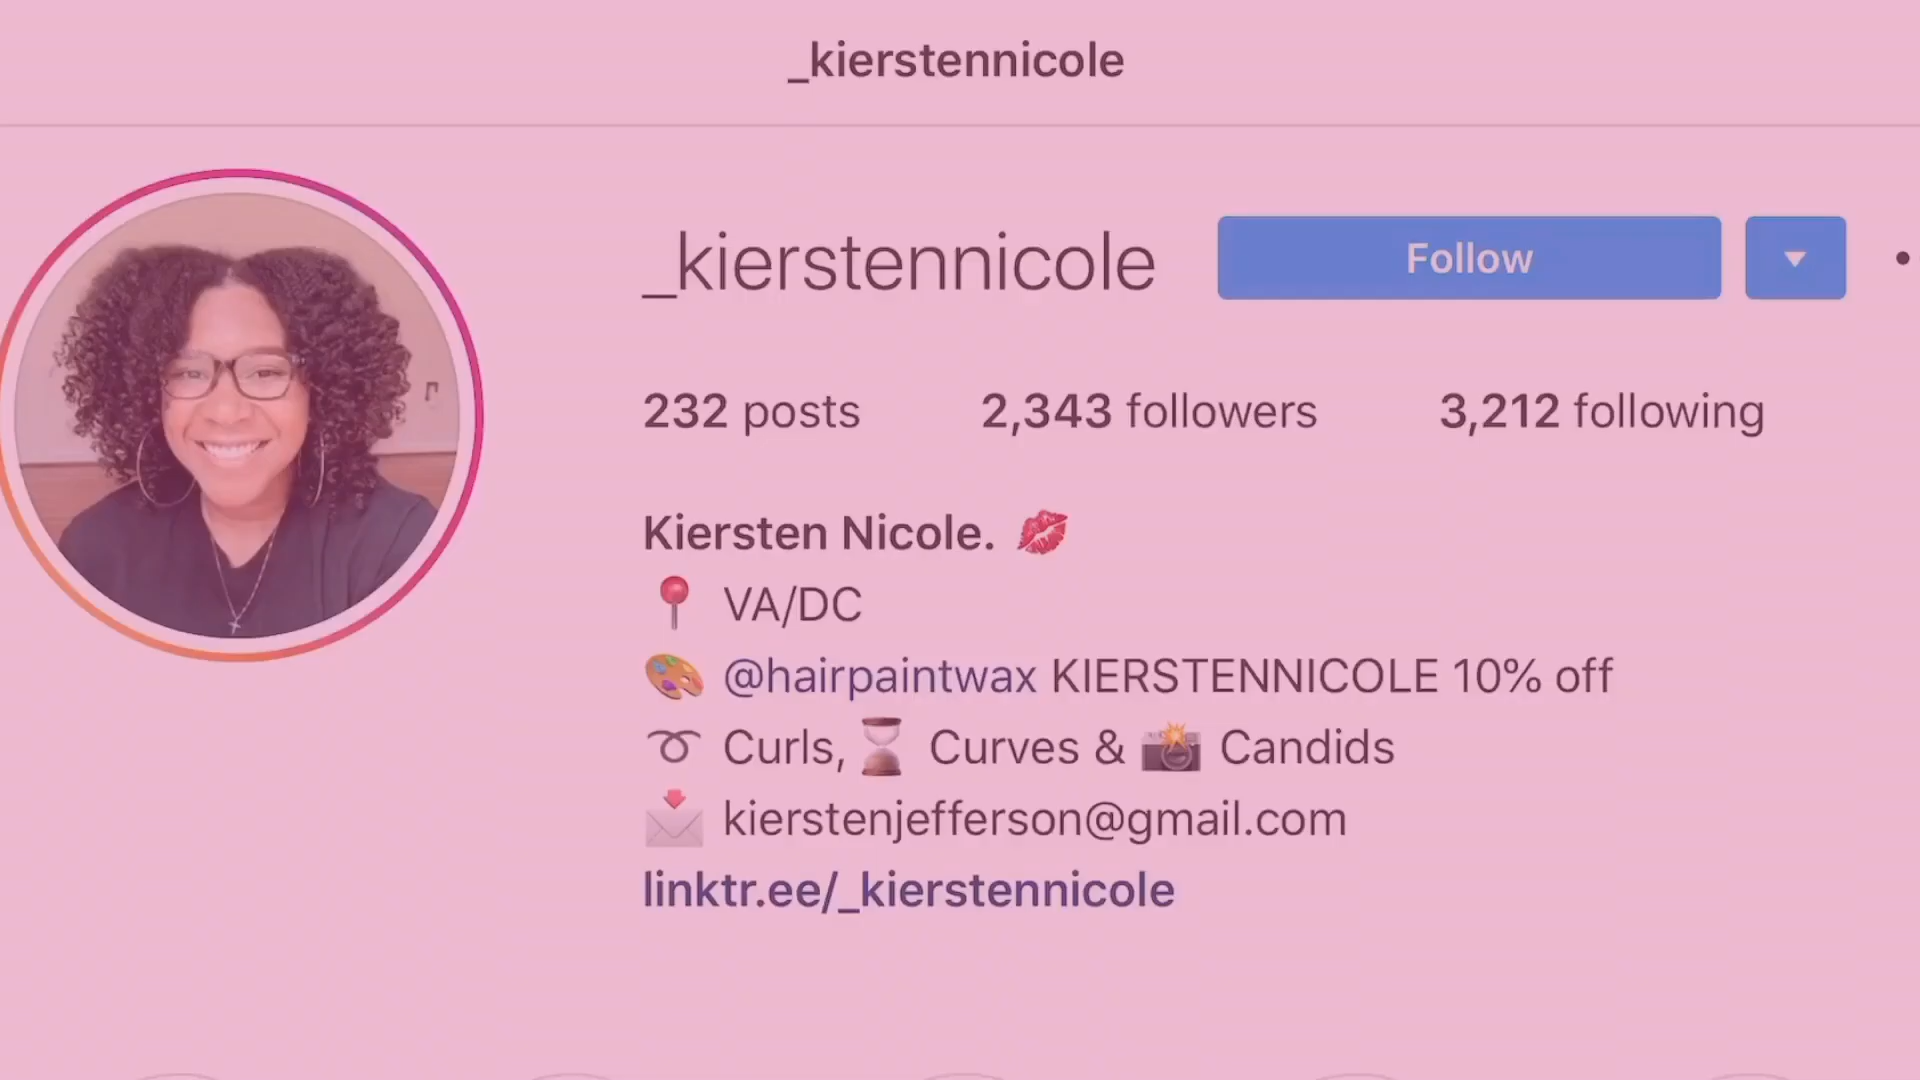 _kierstennicole
_kierstennicole Follow
232 posts 2,343 followers 3,212 following
Kiersten Nicole. 💋
📍 VA/DC
🎨 @hairpaintwax KIERSTENNICOLE 10% off
➰ Curls,⏳ Curves & 📸 Candids
📩 kierstenjefferson@gmail.com
linktr.ee/_kierstennicole